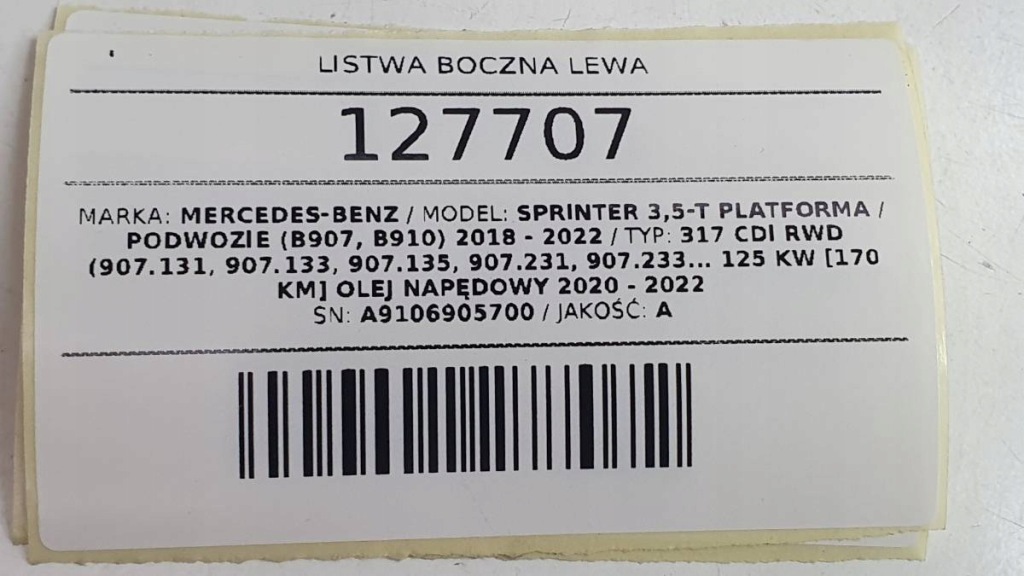 LISTWA BOCZNA LEWA
127707
MARKA: MERCEDES-BENZ / MODEL: SPRINTER 3,5-T PLATFORMA /
PODWOZIE (B907, B910) 2018 - 2022 / TYP: 317 CDI RWD
(907.131, 907.133, 907.135, 907.231, 907.233... 125 KW [170
KM] OLEJ NAPĘDOWY 2020 - 2022
SN: A9106905700 / JAKOŚĆ: A